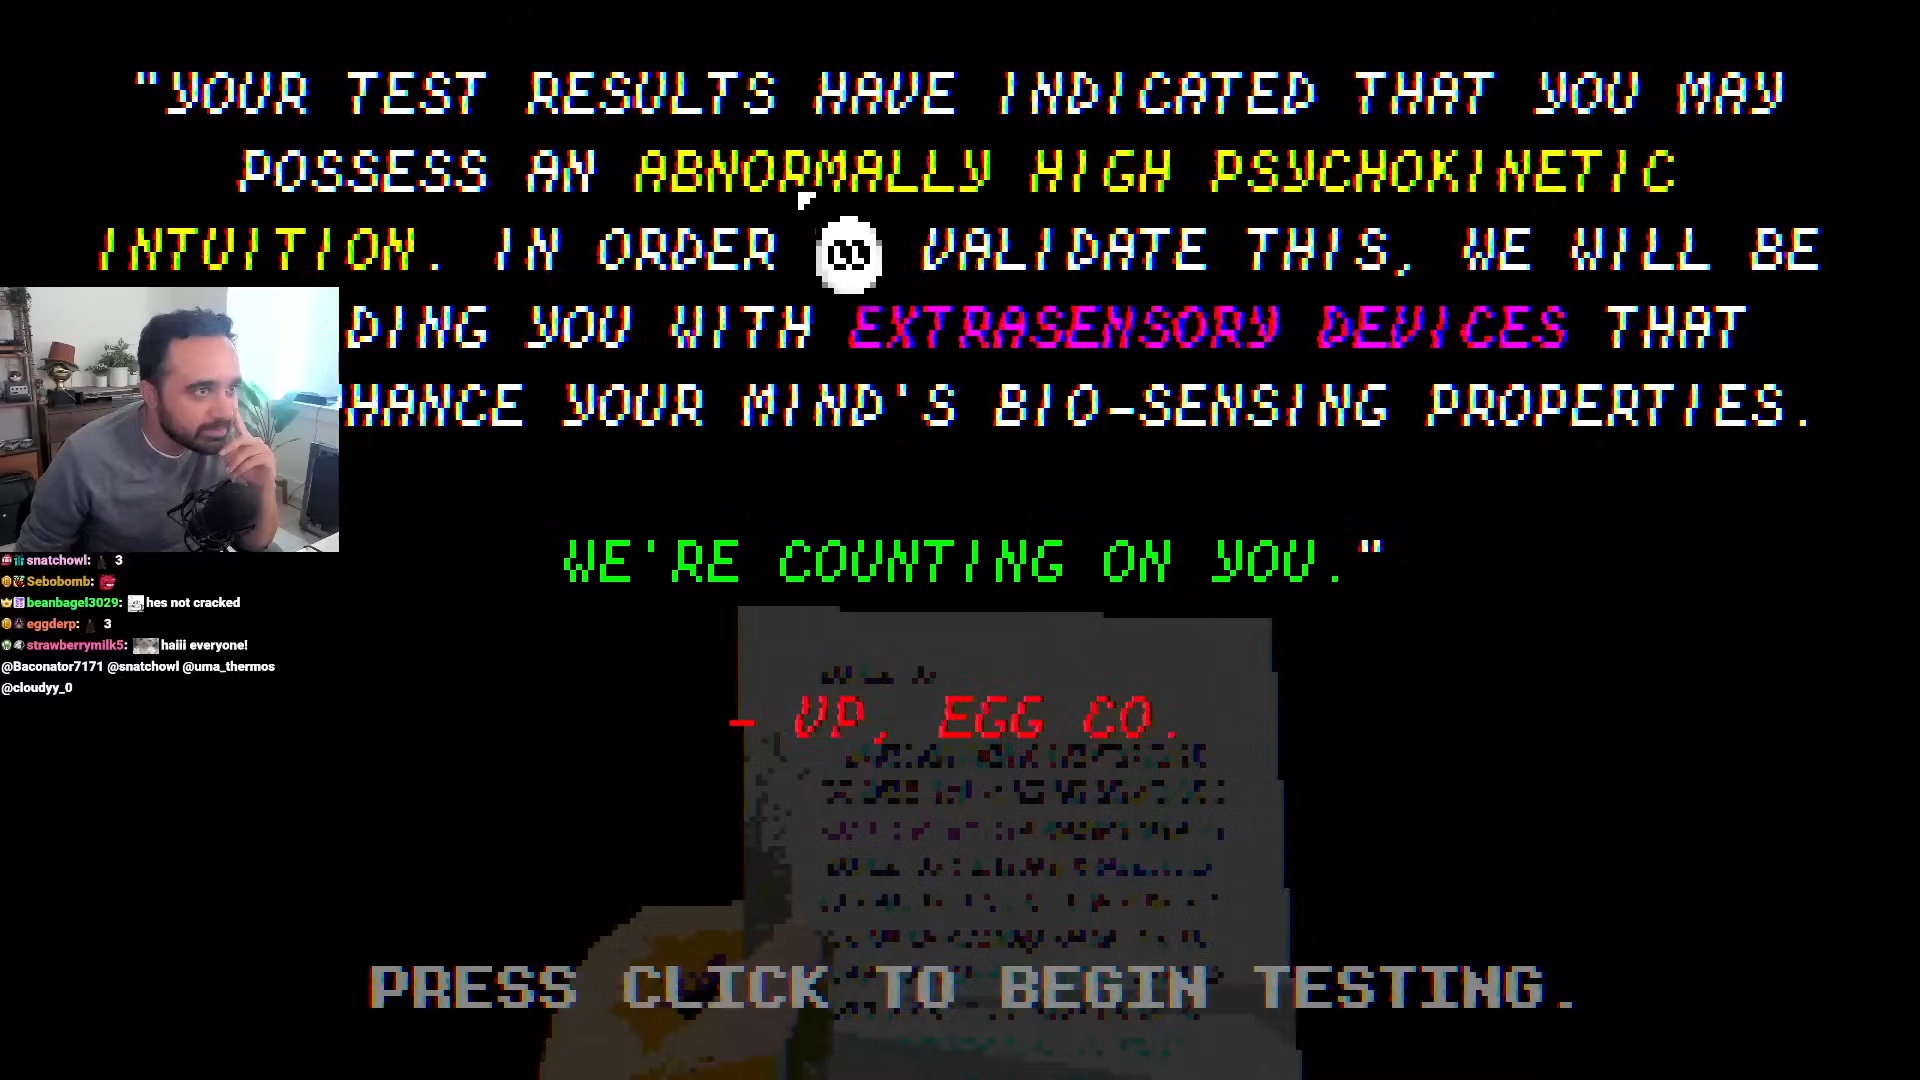 "YOUR TEST RESULTS HAVE INDICATED THAT YOU MAY
POSSESS AN ABNORMALLY HIGH PSYCHOKINETIC
INTUITION. IN ORDER VALIDATE THIS, WE WILL BE
DING YOU WITH EXTRASENSORY DEVICES THAT
HANCE YOUR MIND'S BIO-SENSING PROPERTIES.
WE'RE COUNTING ON YOU."
- VP, EGG CO.
PRESS CLICK TO BEGIN TESTING.
snatchowl: 3
Sebobomb:
beanbagel3029: hes not cracked
eggderp: 3
strawberrymilk5: haiii everyone!
@Baconator7171 @snatchowl @uma_thermos
@cloudyy_0